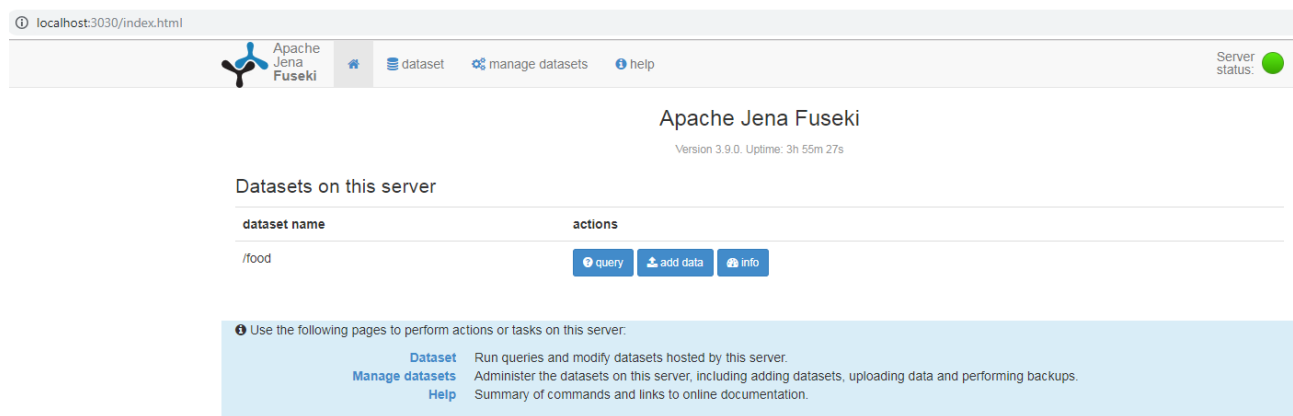 localhost:3030/index.html
Apache
Jena
Fuseki
dataset
manage datasets
help
Server
status:
Apache Jena Fuseki
Version 3.9.0. Uptime: 3h 55m 27s
Datasets on this server
dataset name actions
/food query add data info
Use the following pages to perform actions or tasks on this server:
Dataset Run queries and modify datasets hosted by this server.
Manage datasets Administer the datasets on this server, including adding datasets, uploading data and performing backups.
Help Summary of commands and links to online documentation.